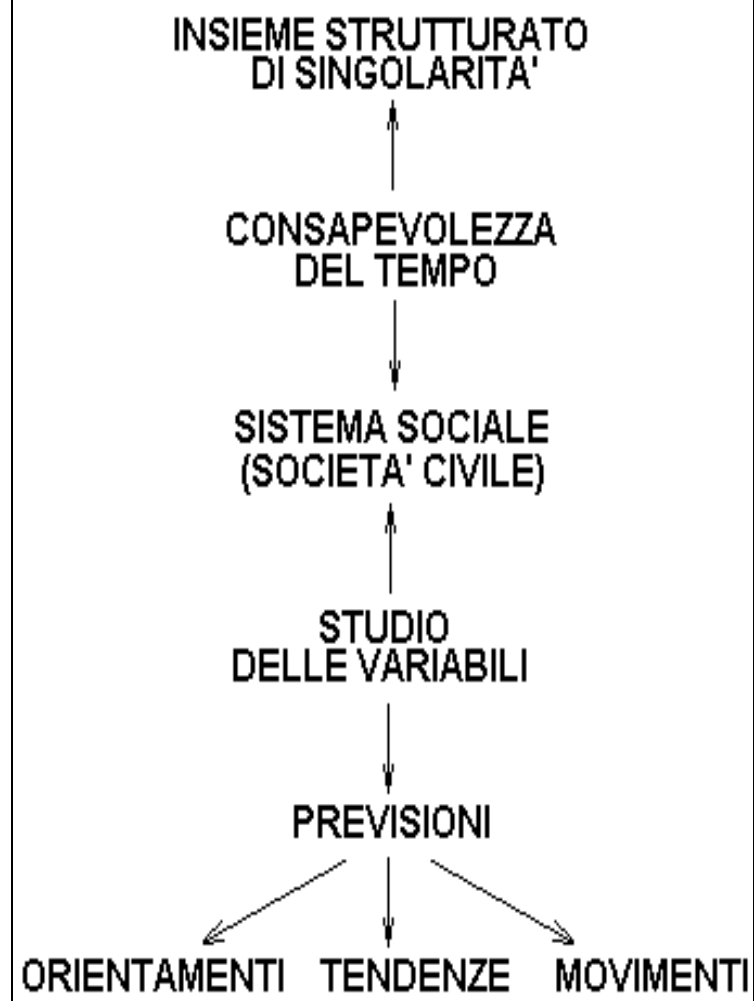 INSIEME STRUTTURATO
DI SINGOLARITA'
CONSAPEVOLEZZA
DEL TEMPO
SISTEMA SOCIALE
(SOCIETA' CIVILE)
STUDIO
DELLE VARIABILI
PREVISIONI
ORIENTAMENTI TENDENZE MOVIMENTI